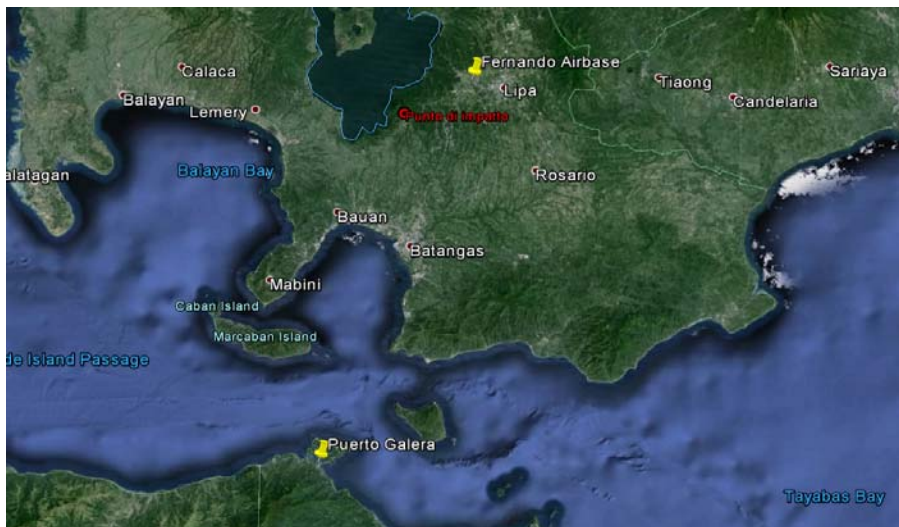 Fernando Airbase
Calaca
Sariaya
Tiaong
Lipa
Balayan
Candelaria
Lemery
Punto di impatto
Balayan Bay
Rosario
alatagan
Bauan
Batangas
Mabini
Caban Island
Marcaban Island
de Island Passage
Puerto Galera
Tayabas Bay